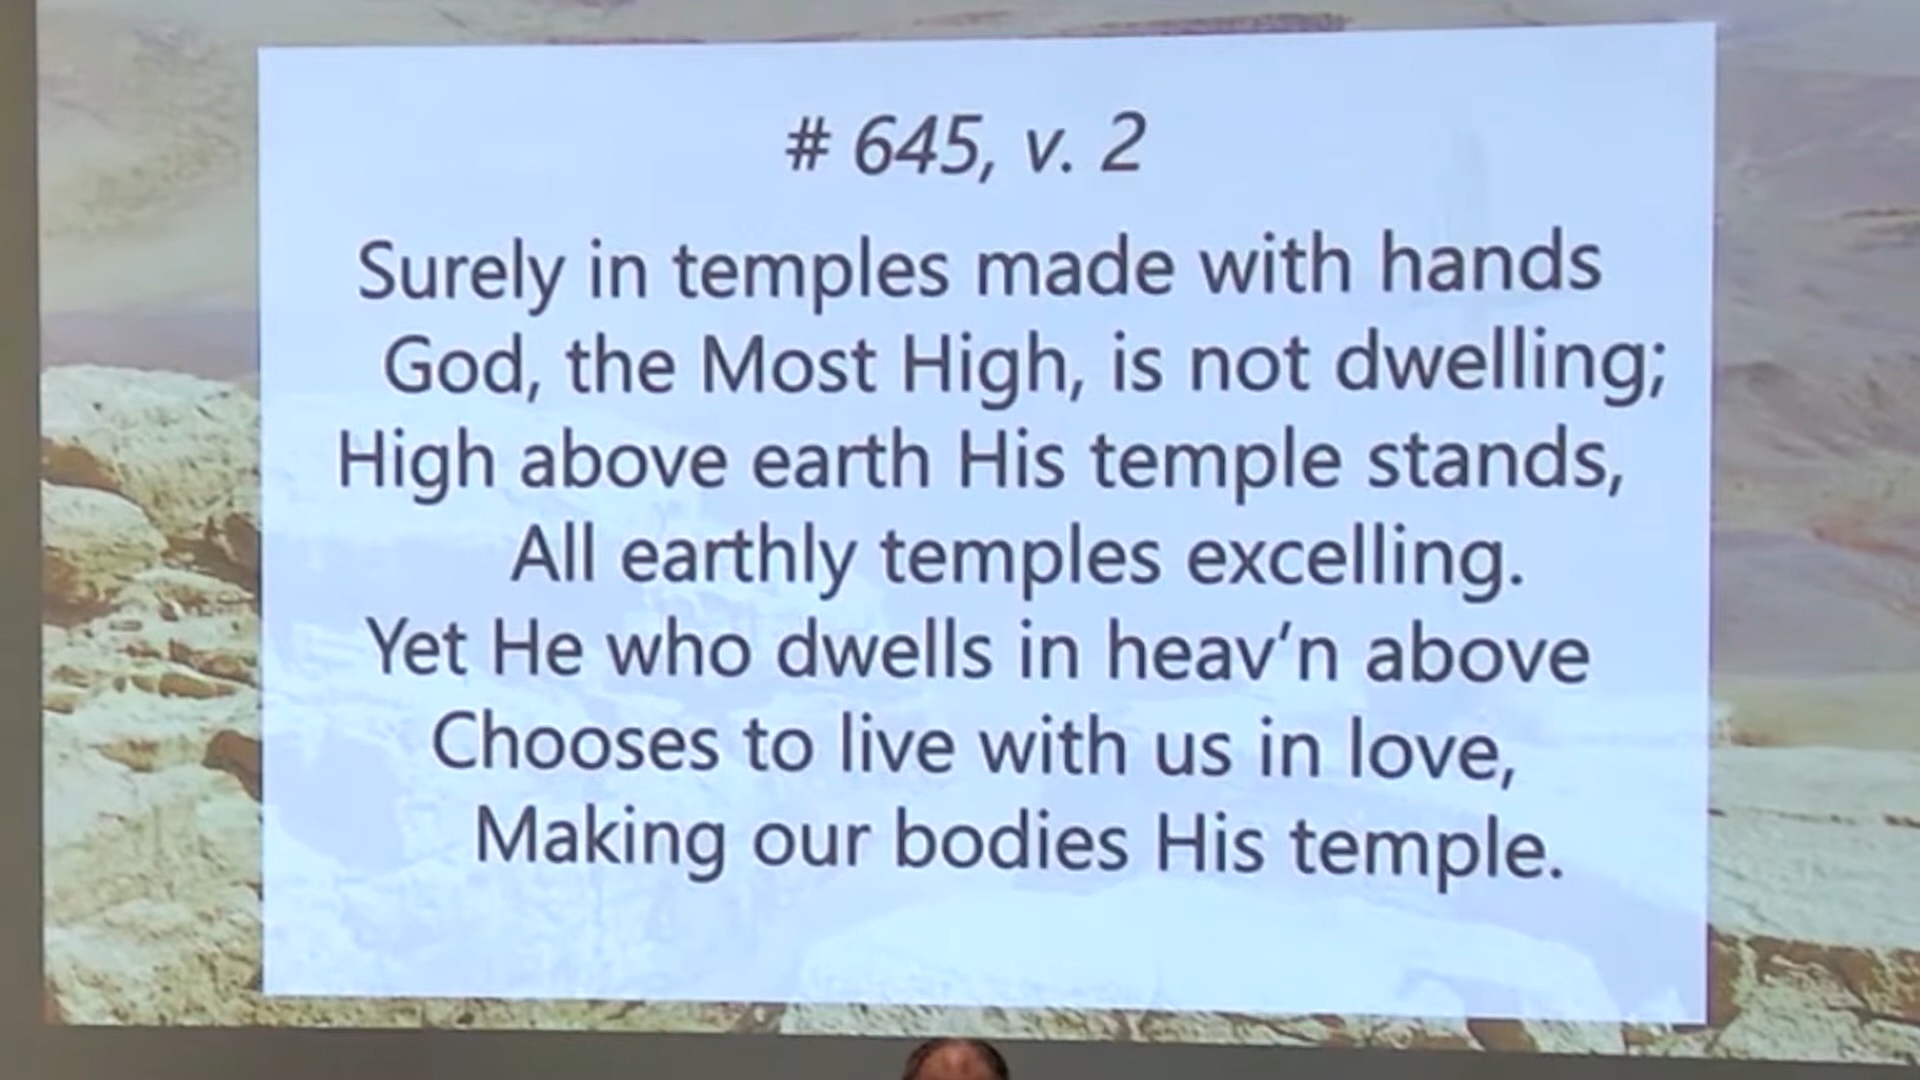 # 645, v. 2
Surely in temples made with hands
God, the Most High, is not dwelling;
High above earth His temple stands,
All earthly temples excelling.
Yet He who dwells in heav’n above
Chooses to live with us in love,
Making our bodies His temple.